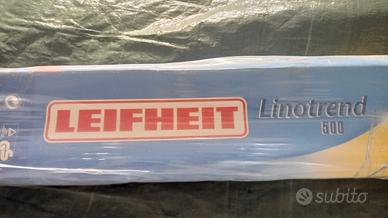 LEIFHEIT
Linotrend
500
subito